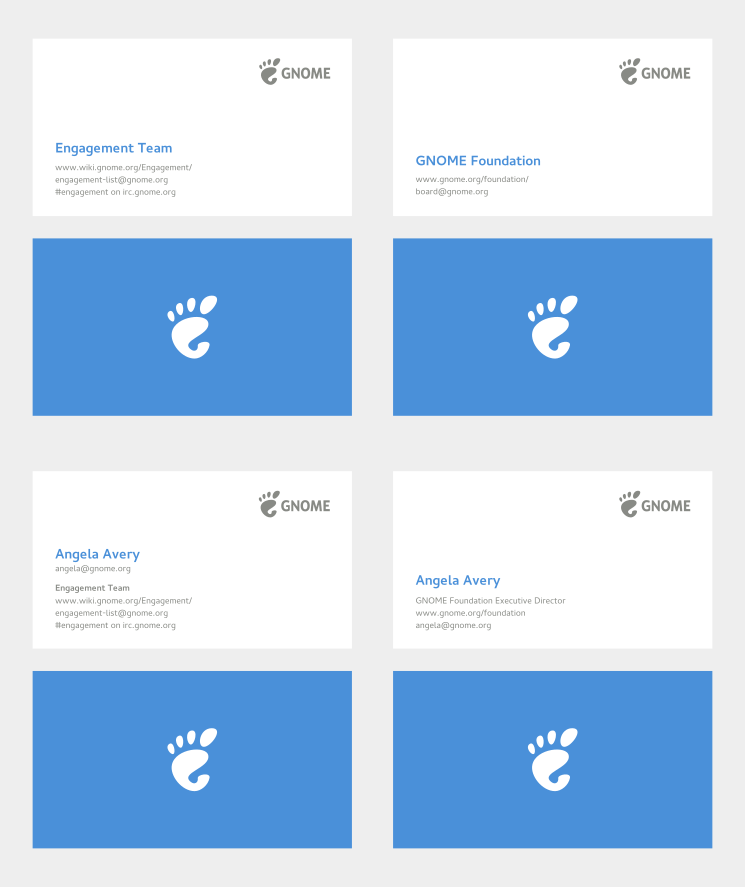 GNOME
Engagement Team
www.wiki.gnome.org/Engagement/
engagement-list@gnome.org
#engagement on irc.gnome.org
GNOME
GNOME Foundation
www.gnome.org/foundation/
board@gnome.org
GNOME
Angela Avery
angela@gnome.org
Engagement Team
www.wiki.gnome.org/Engagement/
engagement-list@gnome.org
#engagement on irc.gnome.org
GNOME
Angela Avery
GNOME Foundation Executive Director
www.gnome.org/foundation
angela@gnome.org